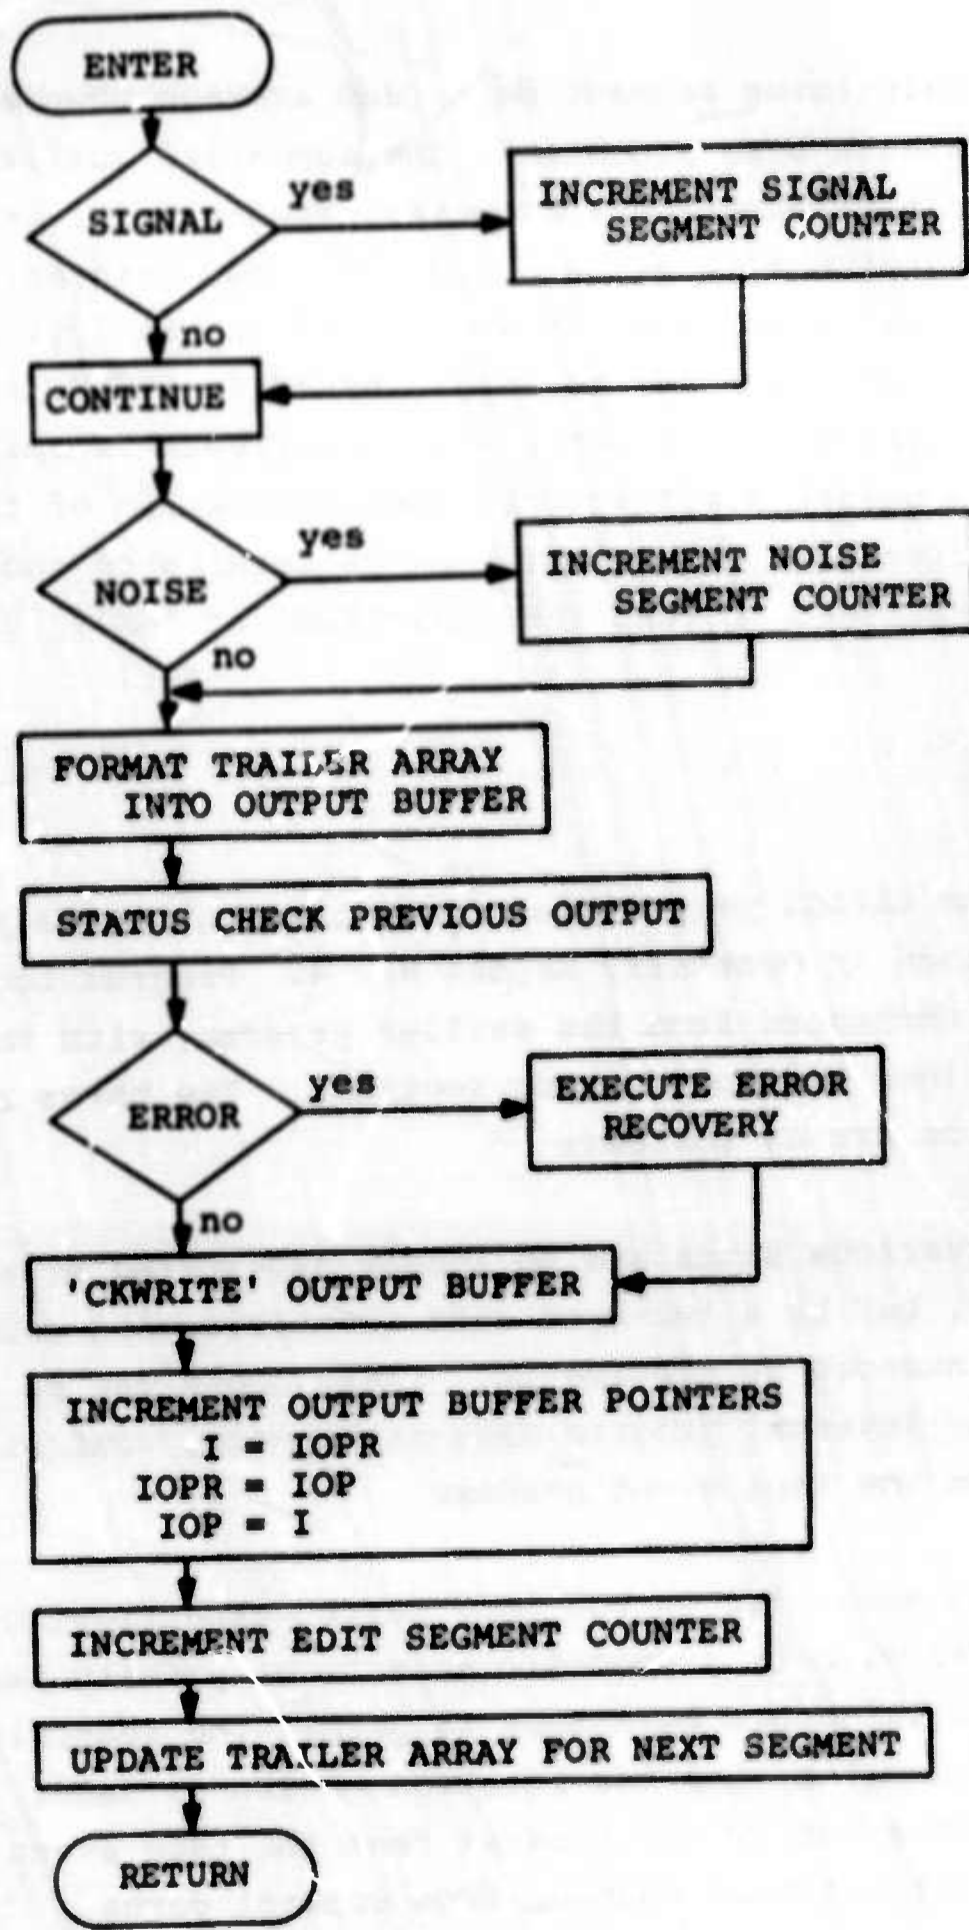 ENTER
SIGNAL
yes
INCREMENT SIGNAL
SEGMENT COUNTER
no
CONTINUE
NOISE
yes
INCREMENT NOISE
SEGMENT COUNTER
no
FORMAT TRAILER ARRAY
INTO OUTPUT BUFFER
STATUS CHECK PREVIOUS OUTPUT
ERROR
yes
EXECUTE ERROR
RECOVERY
no
'CKWRITE' OUTPUT BUFFER
INCREMENT OUTPUT BUFFER POINTERS
I = IOPR
IOPR = IOP
IOP = I
INCREMENT EDIT SEGMENT COUNTER
UPDATE TRAILER ARRAY FOR NEXT SEGMENT
RETURN